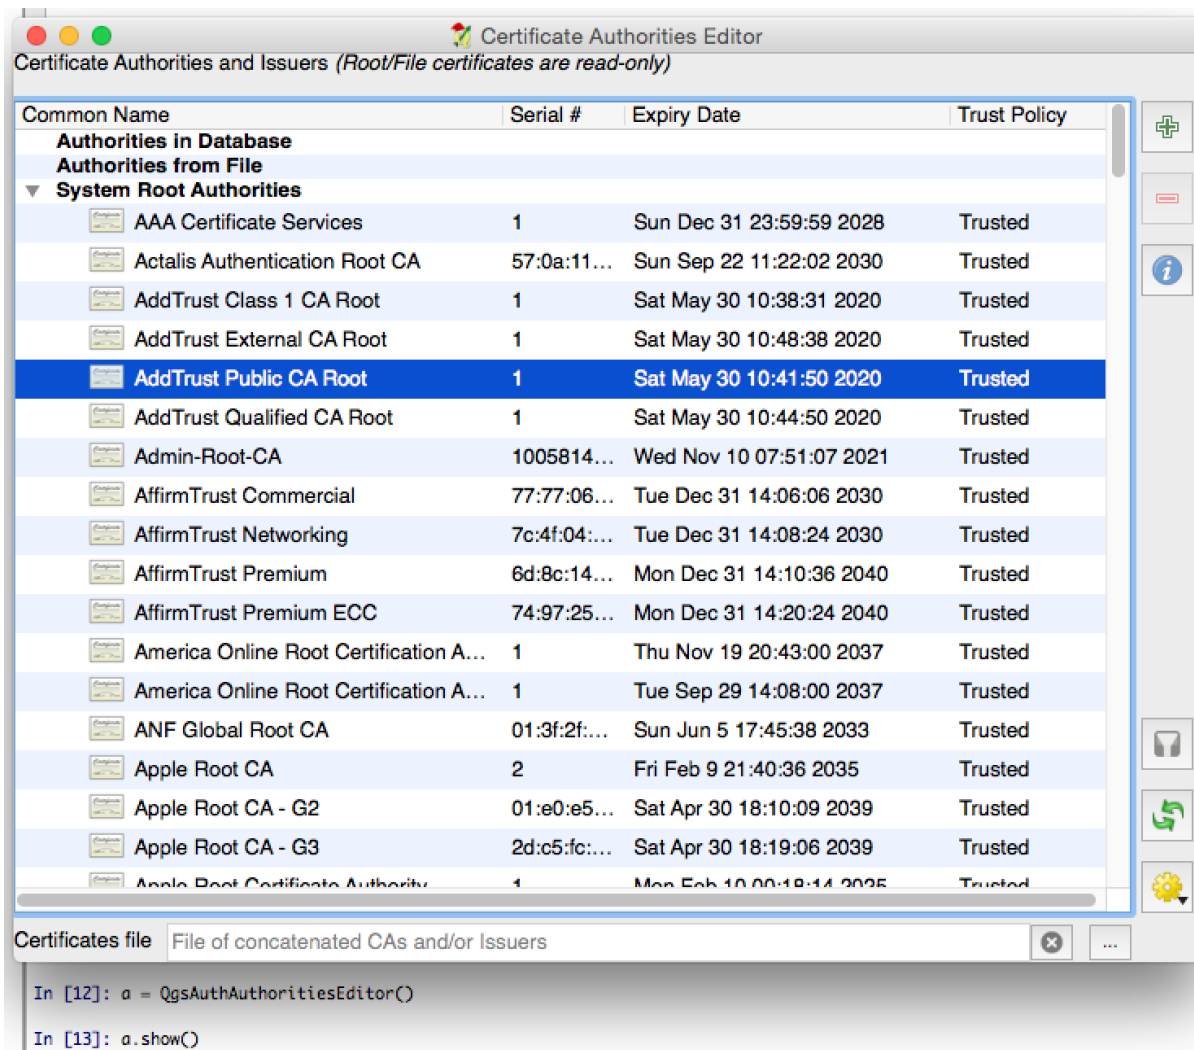 Certificate Authorities Editor
Certificate Authorities and Issuers (Root/File certificates are read-only)
Common Name Serial # Expiry Date Trust Policy
Authorities in Database
Authorities from File
System Root Authorities
AAA Certificate Services 1 Sun Dec 31 23:59:59 2028 Trusted
Actalis Authentication Root CA 57:0a:11... Sun Sep 22 11:22:02 2030 Trusted
AddTrust Class 1 CA Root 1 Sat May 30 10:38:31 2020 Trusted
AddTrust External CA Root 1 Sat May 30 10:48:38 2020 Trusted
AddTrust Public CA Root 1 Sat May 30 10:41:50 2020 Trusted
AddTrust Qualified CA Root 1 Sat May 30 10:44:50 2020 Trusted
Admin-Root-CA 1005814... Wed Nov 10 07:51:07 2021 Trusted
AffirmTrust Commercial 77:77:06... Tue Dec 31 14:06:06 2030 Trusted
AffirmTrust Networking 7c:4f:04:... Tue Dec 31 14:08:24 2030 Trusted
AffirmTrust Premium 6d:8c:14... Mon Dec 31 14:10:36 2040 Trusted
AffirmTrust Premium ECC 74:97:25... Mon Dec 31 14:20:24 2040 Trusted
America Online Root Certification A... 1 Thu Nov 19 20:43:00 2037 Trusted
America Online Root Certification A... 1 Tue Sep 29 14:08:00 2037 Trusted
ANF Global Root CA 01:3f:2f:... Sun Jun 5 17:45:38 2033 Trusted
Apple Root CA 2 Fri Feb 9 21:40:36 2035 Trusted
Apple Root CA - G2 01:e0:e5... Sat Apr 30 18:10:09 2039 Trusted
Apple Root CA - G3 2d:c5:fc:... Sat Apr 30 18:19:06 2039 Trusted
Apple Root Certificate Authority 1 Mon Feb 10 00:18:14 2025 Trusted
Certificates file File of concatenated CAs and/or Issuers ...
In [12]: a = QgsAuthAuthoritiesEditor()
In [13]: a.show()